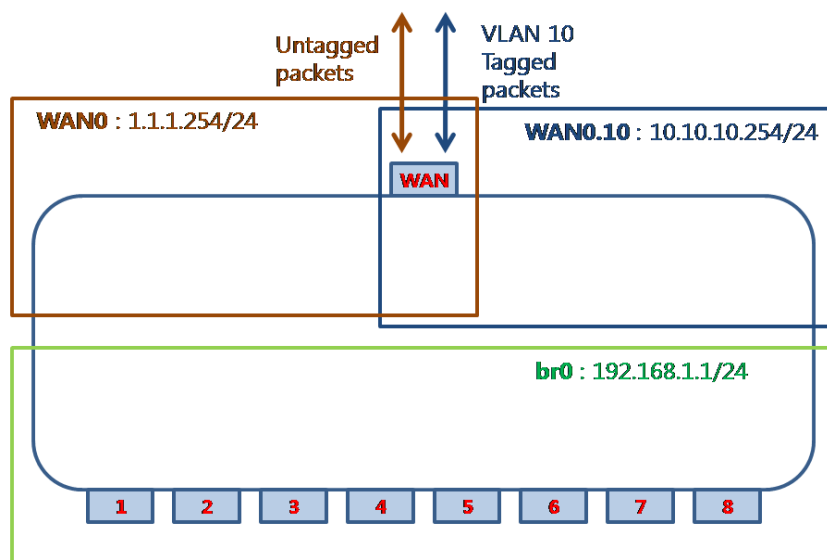 Untagged
packets
VLAN 10
Tagged
packets
WAN0 : 1.1.1.254/24
WAN0.10 : 10.10.10.254/24
WAN
br0 : 192.168.1.1/24
1 2 3 4 5 6 7 8